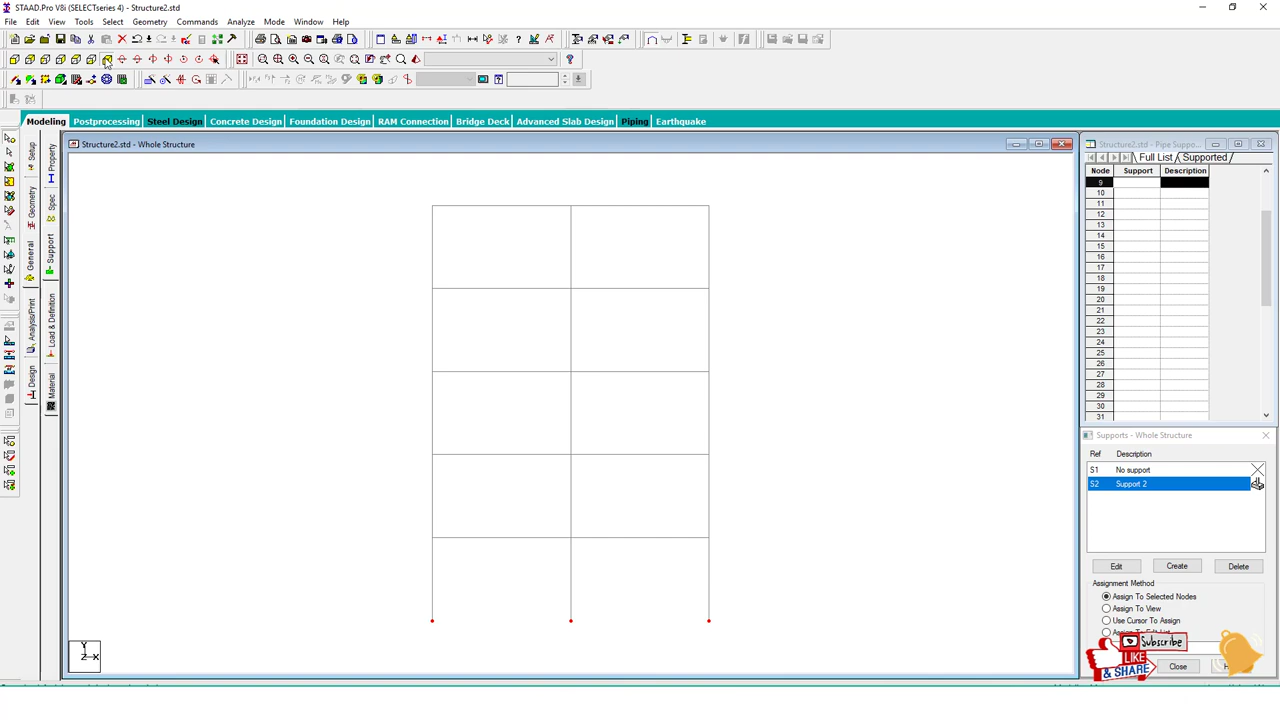 STAAD.Pro V8i (SELECTseries 4) - Structure2.std
File Edit View Tools Select Geometry Commands Analyze Mode Window Help
Modeling Postprocessing Steel Design Concrete Design Foundation Design RAM Connection Bridge Deck Advanced Slab Design Piping Earthquake
Setup
Geometry
General
Analysis/Print
Design
Property
Spec
Support
Load & Definition
Material
Structure2.std - Whole Structure
Y
Z X
Structure2.std - Pipe Suppo...
Full List Supported
Node Support Description
9
10
11
12
13
14
15
16
17
18
19
20
21
22
23
24
25
26
27
28
29
30
31
Supports - Whole Structure
Ref Description
S1 No support
S2 Support 2
Edit Create Delete
Assignment Method
Assign To Selected Nodes
Assign To View
Use Cursor To Assign
Subscribe
LIKE
& SHARE
Close